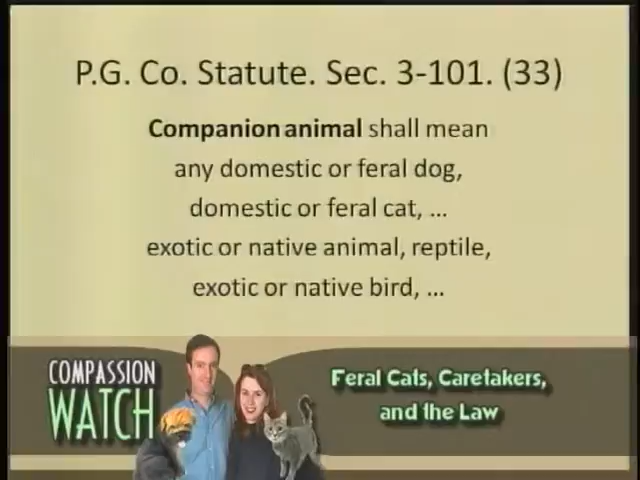 P.G. Co. Statute. Sec. 3-101. (33)
Companion animal shall mean
any domestic or feral dog,
domestic or feral cat, ...
exotic or native animal, reptile,
exotic or native bird, ...
COMPASSION
WATCH
Feral Cats, Caretakers,
and the Law